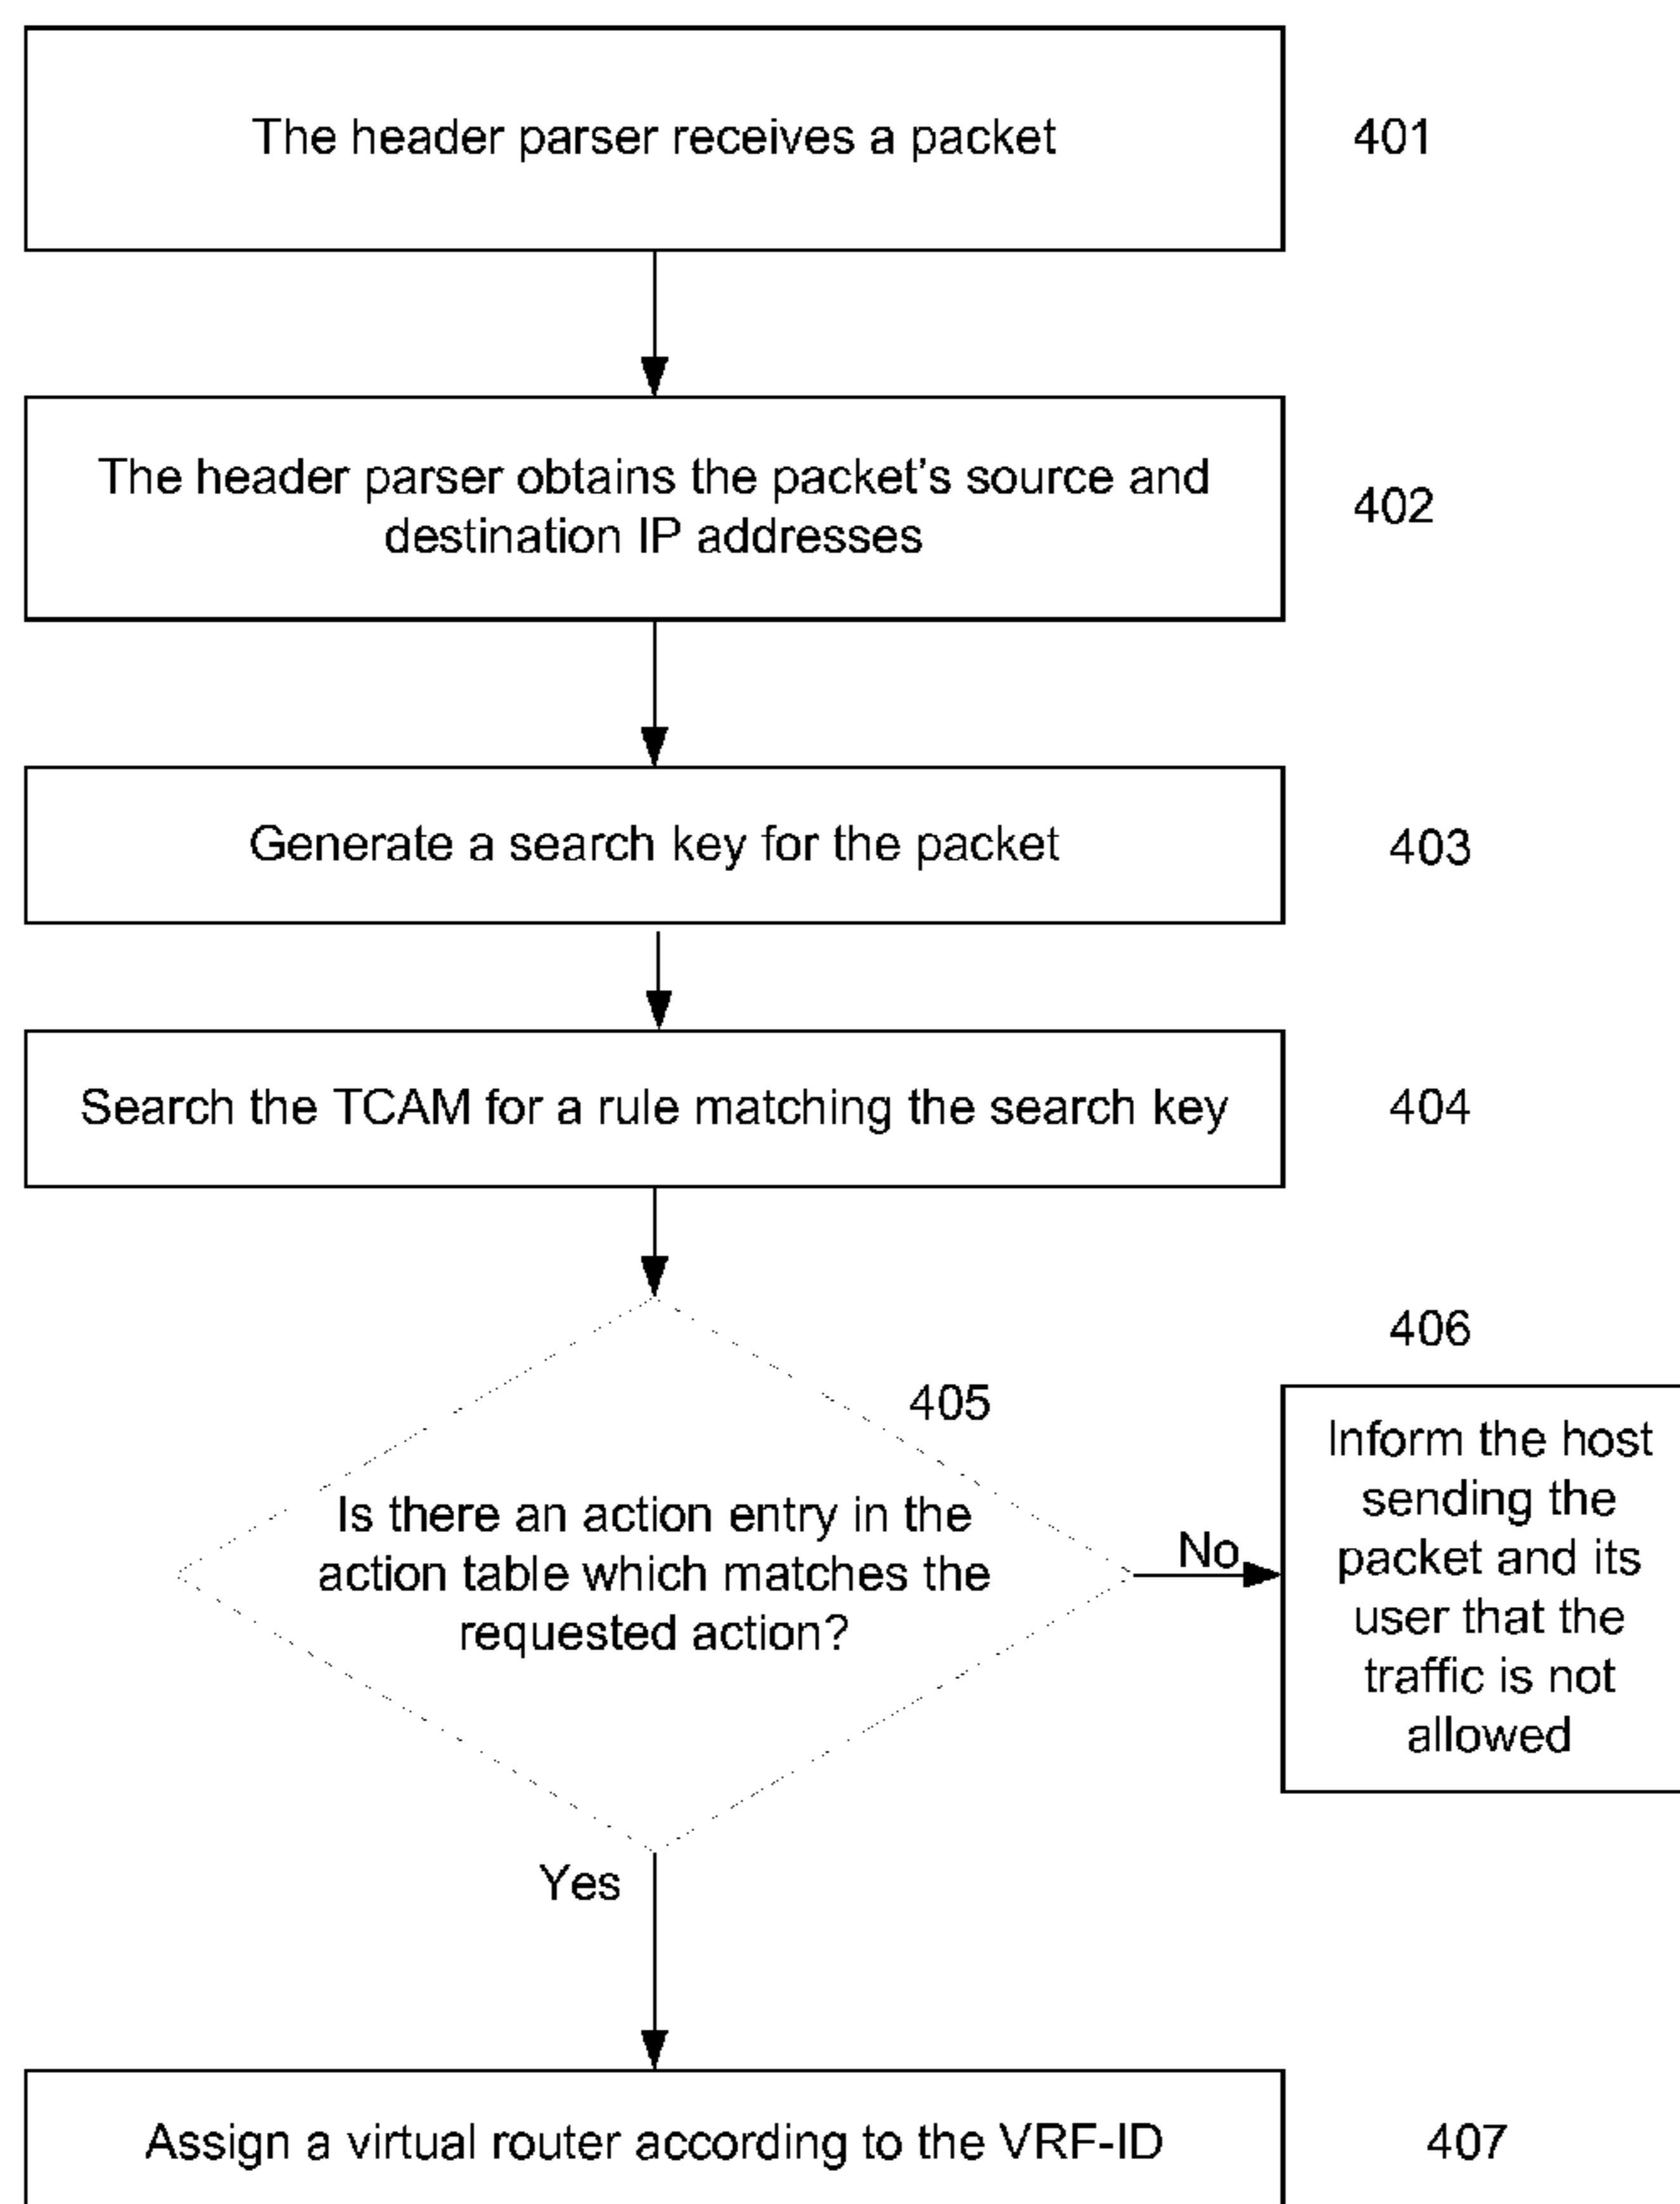 The header parser receives a packet
401
The header parser obtains the packet's source and
destination IP addresses
402
Generate a search key for the packet
403
Search the TCAM for a rule matching the search key
404
405
Is there an action entry in the
action table which matches the
requested action?
No
406
Inform the host
sending the
packet and its
user that the
traffic is not
allowed
Yes
Assign a virtual router according to the VRF-ID
407